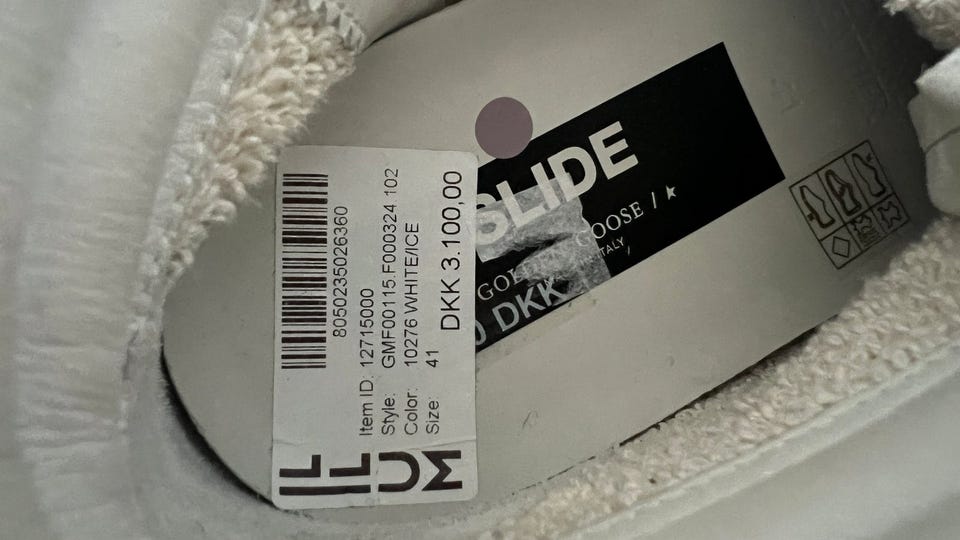 8050235026360
Item ID. 12715000
Style: GMF00115.F000324 102
Color: 10276 WHITE/ICE
Size 41
DKK 3.100,00
ILLUM
SLIDE
GOOSE /
DKK